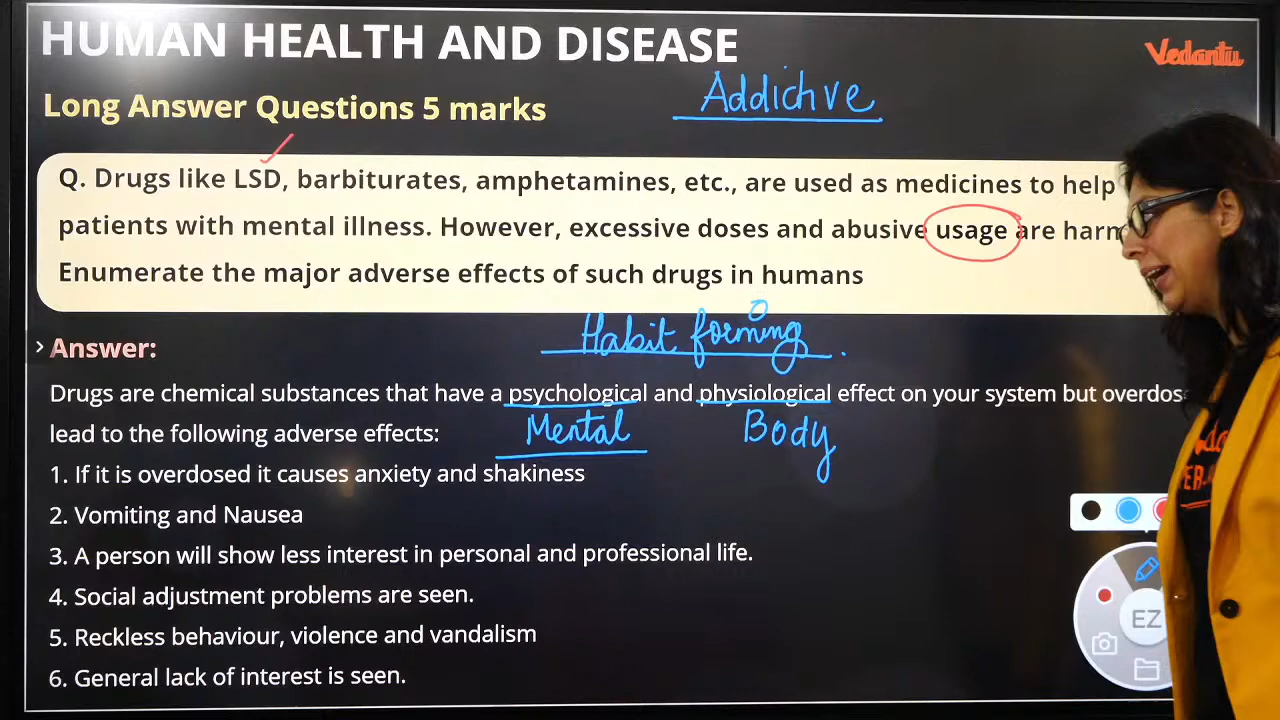 HUMAN HEALTH AND DISEASE
Vedantu
Long Answer Questions 5 marks
Addictive
Q. Drugs like LSD, barbiturates, amphetamines, etc., are used as medicines to help
patients with mental illness. However, excessive doses and abusive usage are harm
Enumerate the major adverse effects of such drugs in humans
Habit forming.
Answer:
Drugs are chemical substances that have a psychological and physiological effect on your system but overdos
lead to the following adverse effects:
Mental Body
1. If it is overdosed it causes anxiety and shakiness
2. Vomiting and Nausea
3. A person will show less interest in personal and professional life.
4. Social adjustment problems are seen.
5. Reckless behaviour, violence and vandalism
6. General lack of interest is seen.
EZ